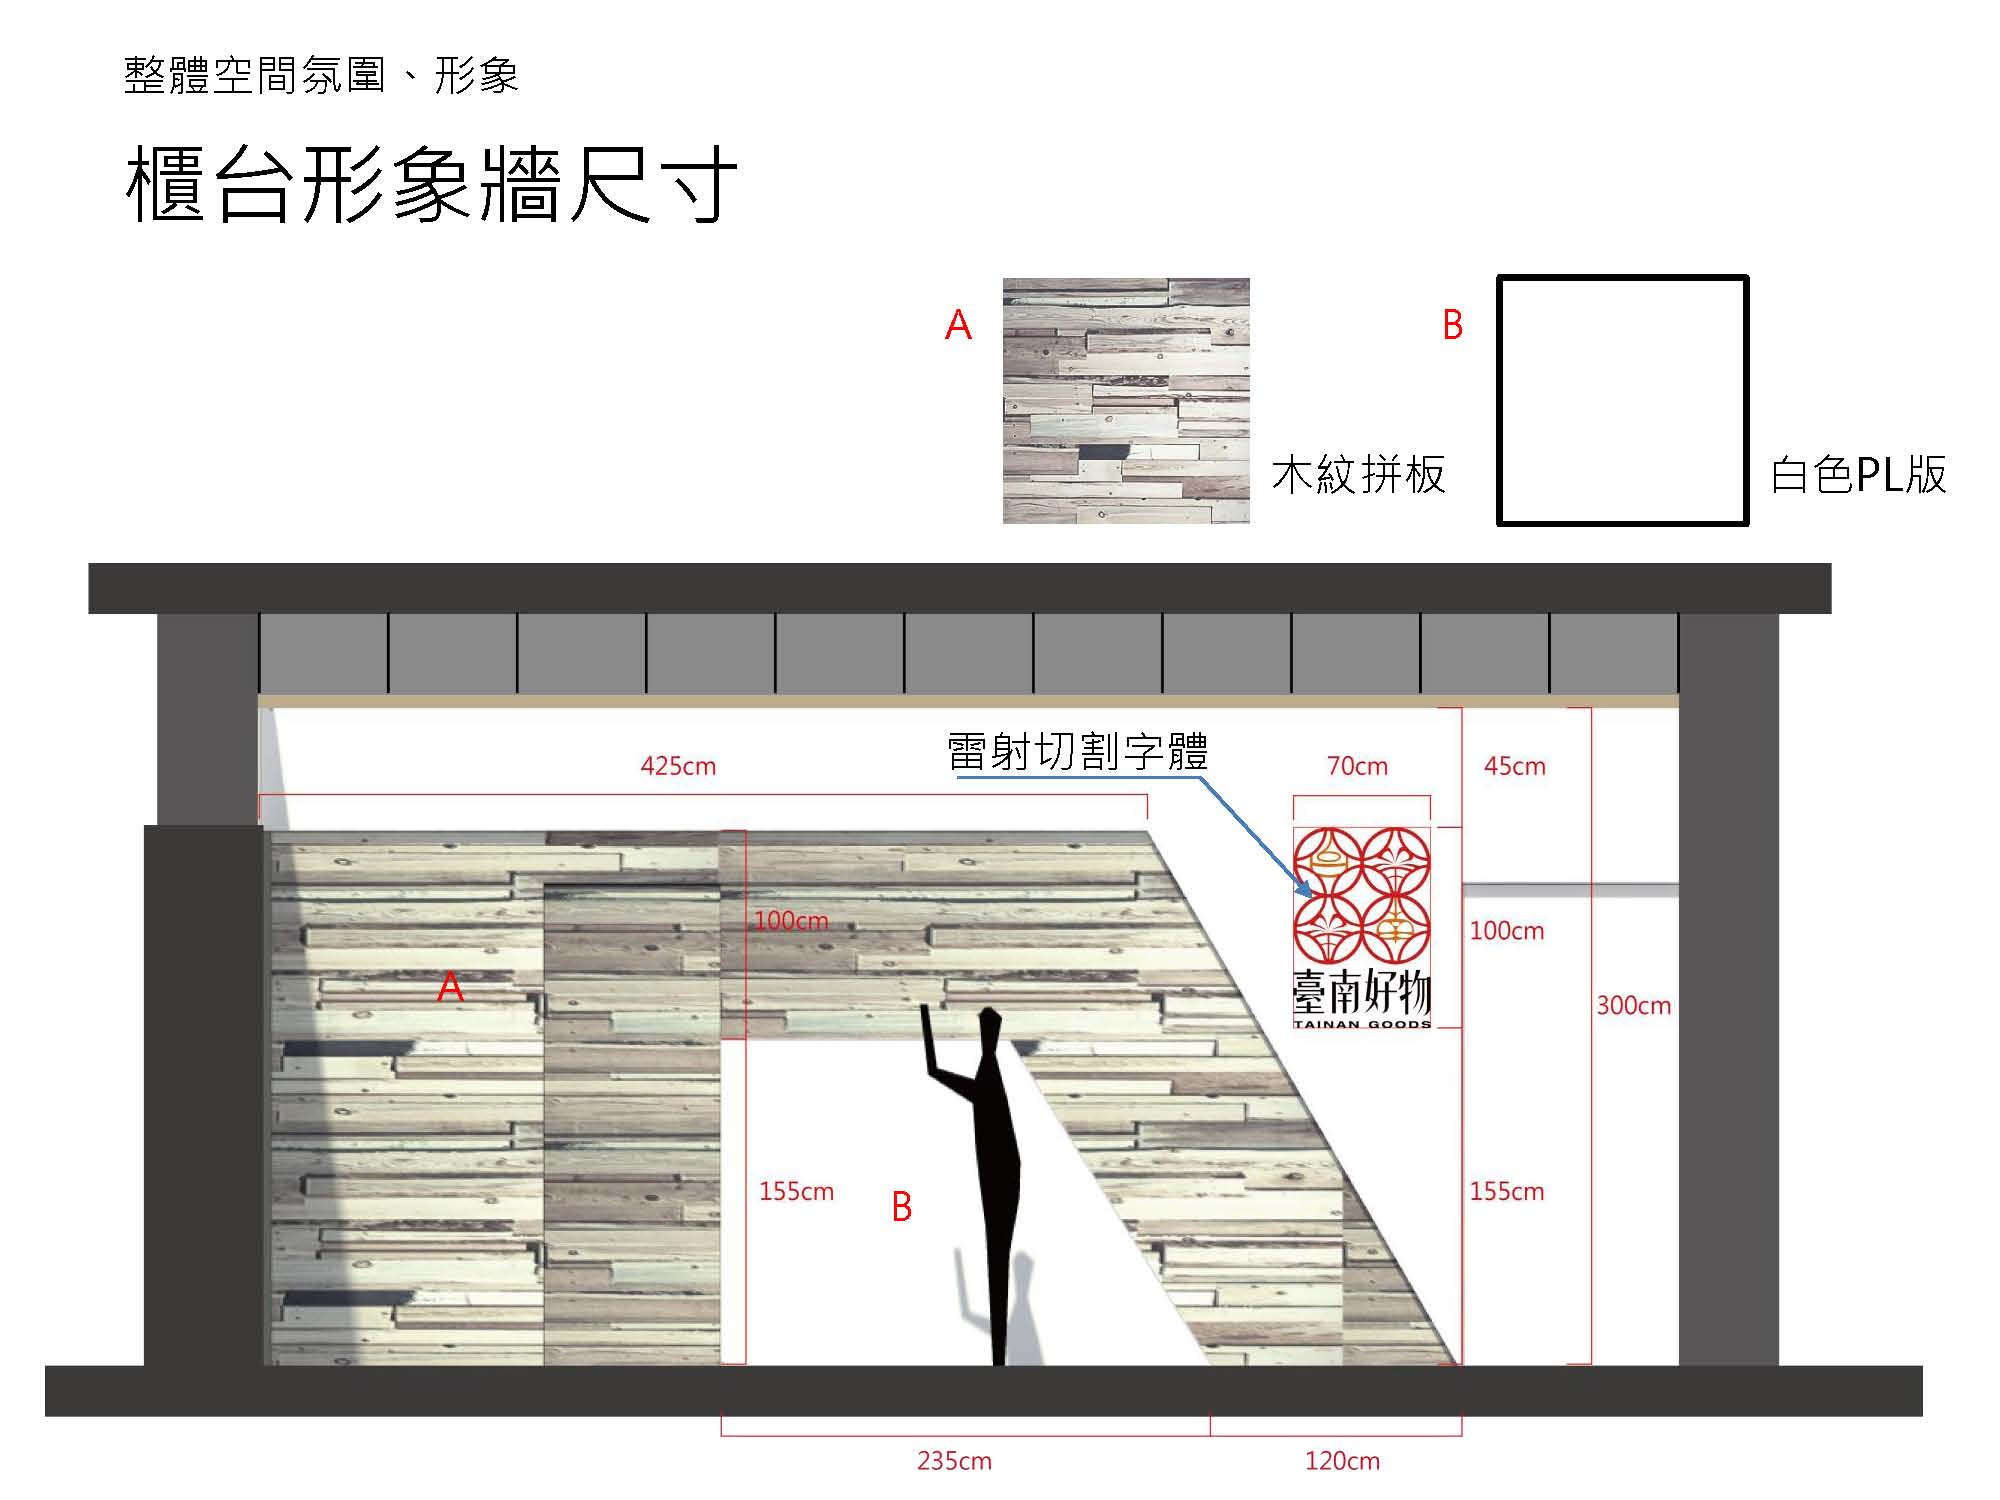 整體空間氛圍、形象
櫃台形象牆尺寸
A
木紋拼板
B
白色PL版
雷射切割字體
425cm
70cm
45cm
100cm
100cm
A
300cm
臺南好物
TAINAN GOODS
155cm
B
155cm
235cm
120cm